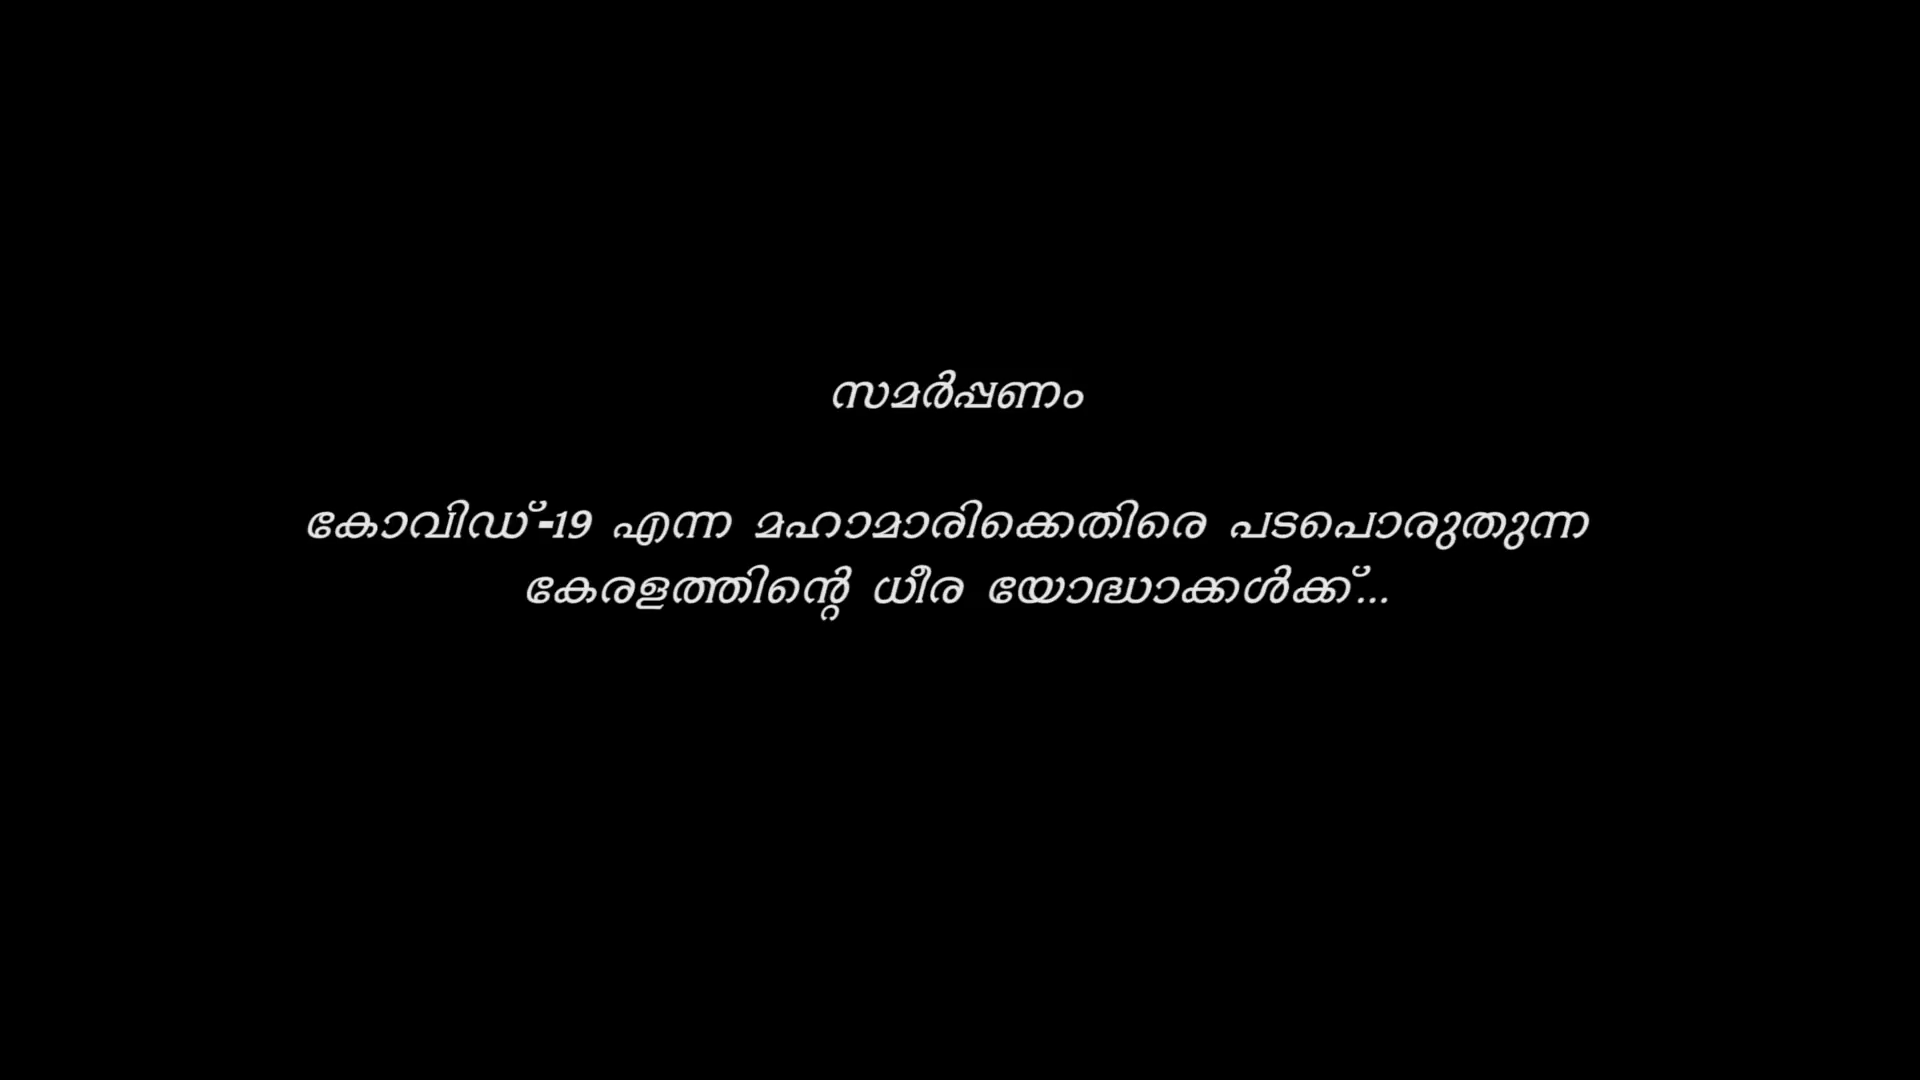 സമർപ്പണം
കോവിഡ്-19 എന്ന മഹാമാരിക്കെതിരെ പടപൊരുതുന്ന
കേരളത്തിന്റെ ധീര യോദ്ധാക്കൾക്ക്...